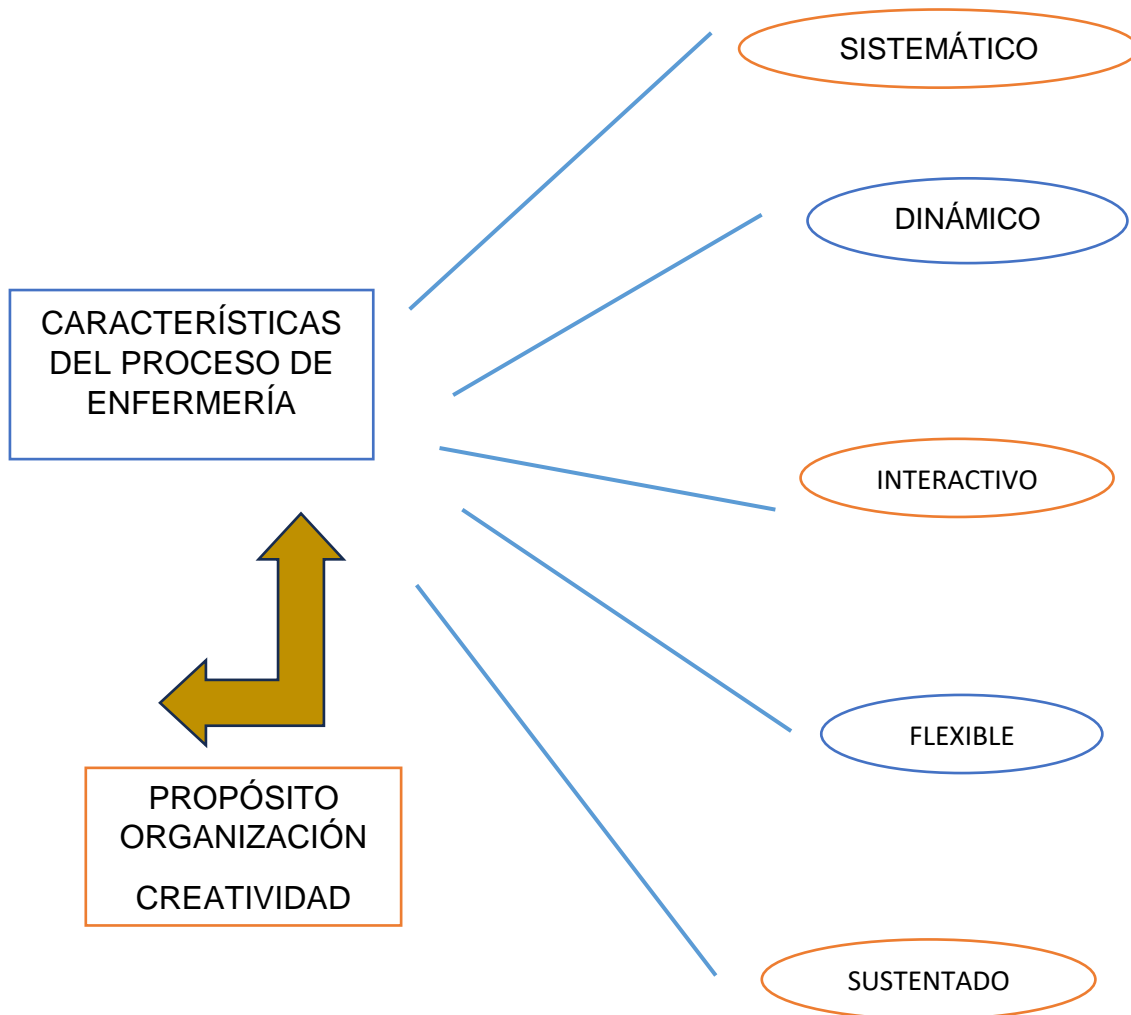 SISTEMÁTICO
DINÁMICO
CARACTERÍSTICAS
DEL PROCESO DE
ENFERMERÍA
INTERACTIVO
FLEXIBLE
PROPÓSITO
ORGANIZACIÓN
CREATIVIDAD
SUSTENTADO